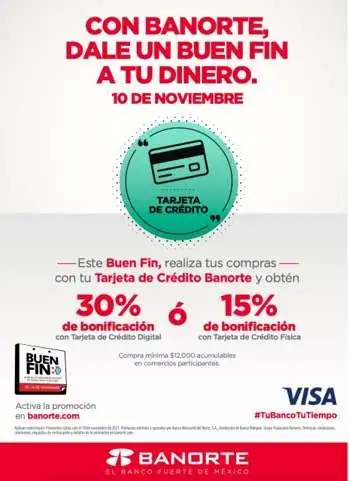 CON BANORTE,
DALE UN BUEN FIN
A TU DINERO.
10 DE NOVIEMBRE
TARJETA
DE CRÉDITO
Este Buen Fin, realiza tus compras
con tu Tarjeta de Crédito Banorte y obtén
30% ó 15%
de bonificación de bonificación
con Tarjeta de Crédito Digital con Tarjeta de Crédito Física
Compra mínima $12,000 acumulables
en comercios participantes.
EL
BUEN
FIN
Activa la promoción
en banorte.com
VISA
#TuBancoTuTiempo
BANORTE
EL BANCO FUERTE DE MÉXICO